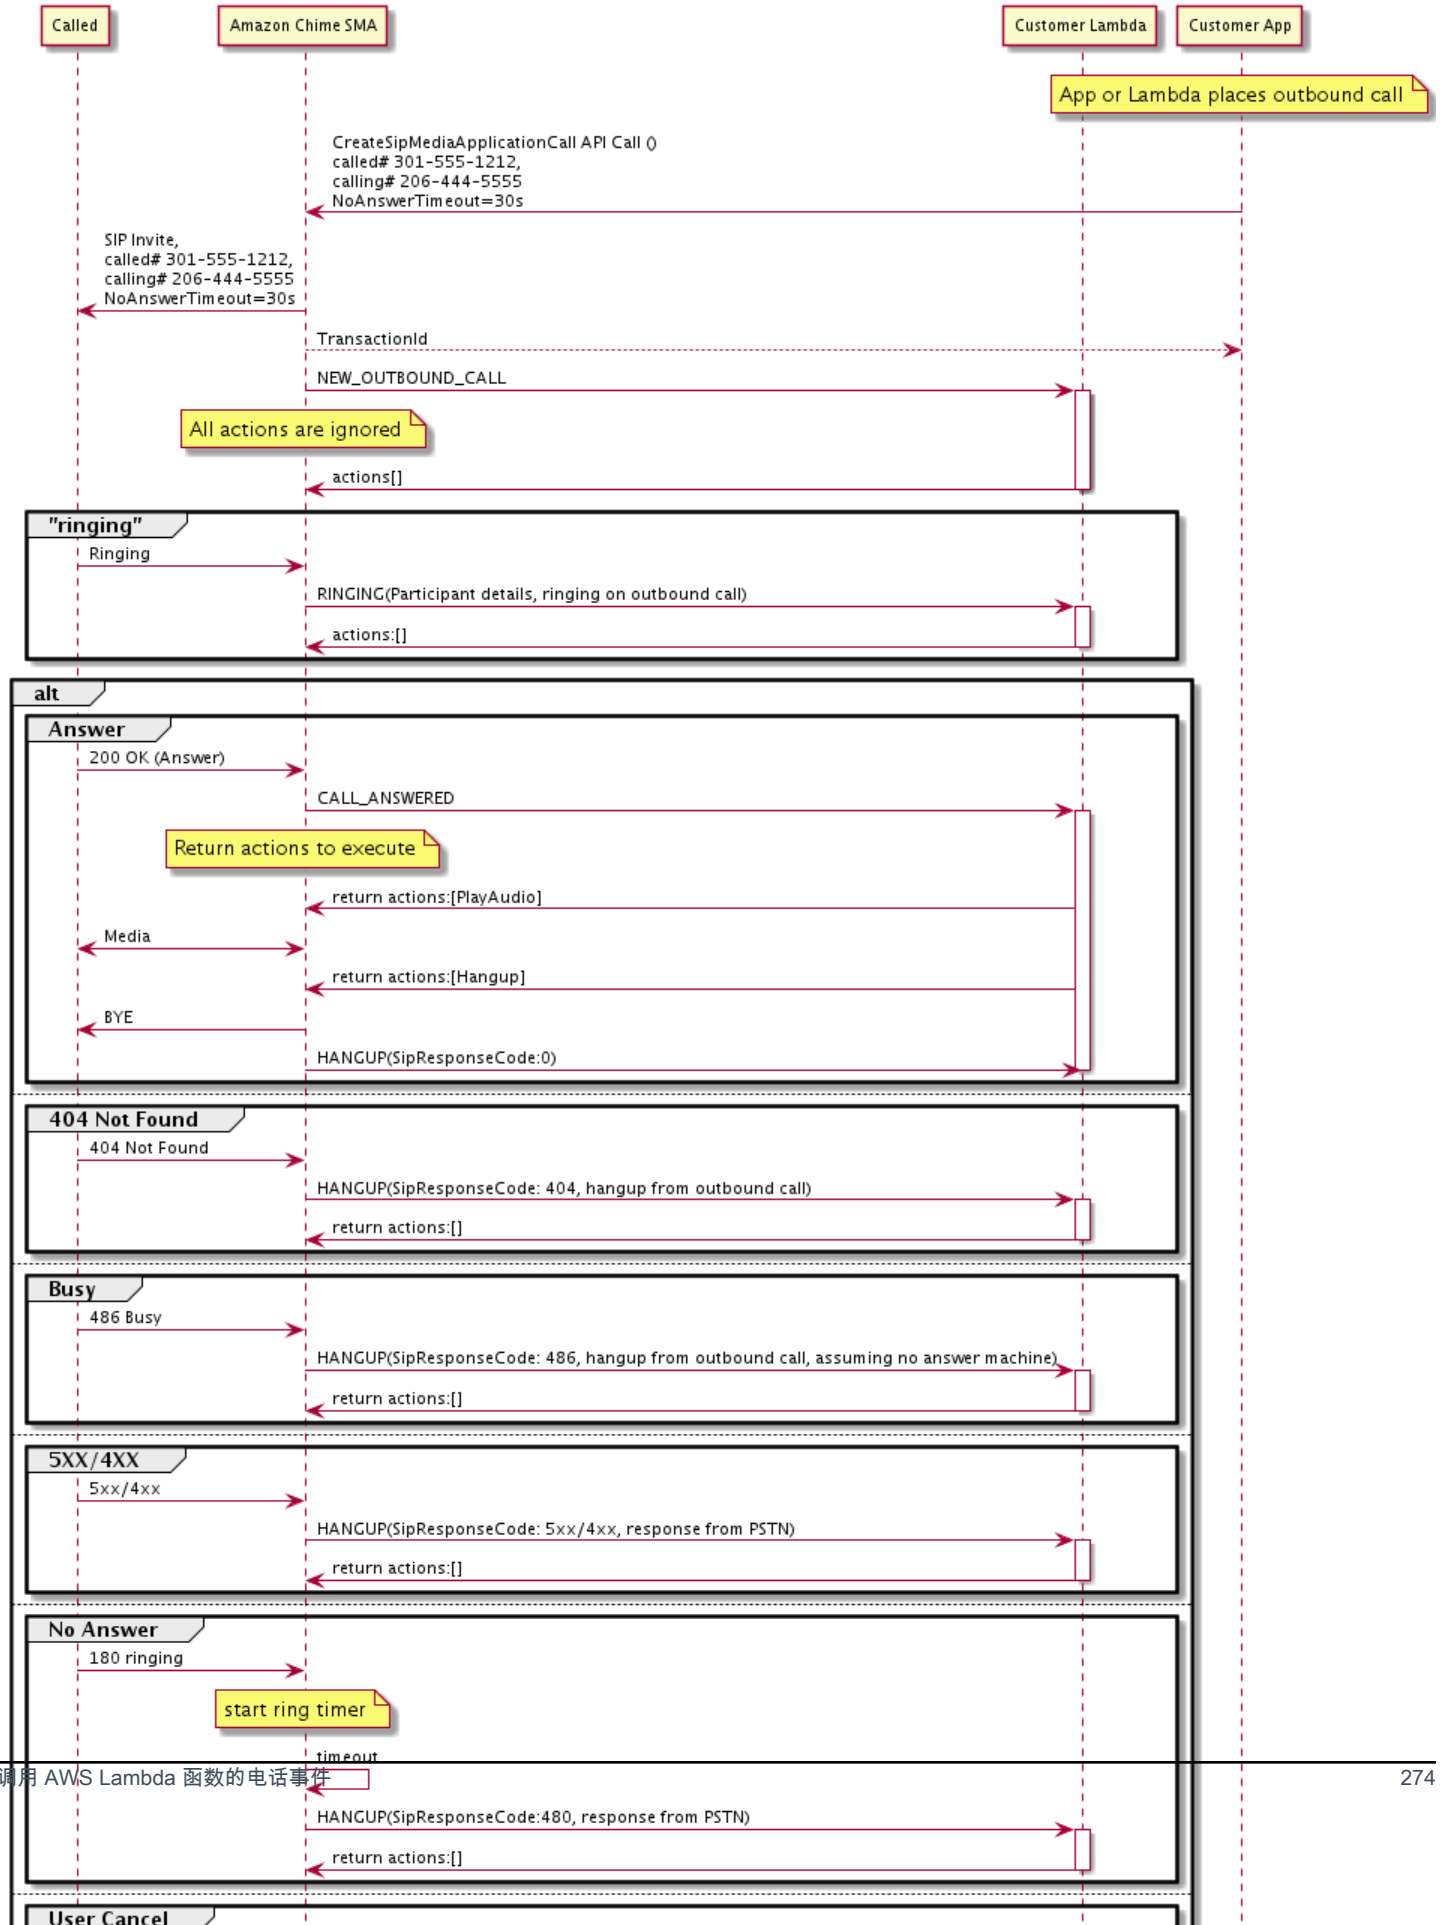 Called
Amazon Chime SMA
Customer Lambda
Customer App
App or Lambda places outbound call
CreateSipMediaApplicationCall API Call ()
called# 301-555-1212,
calling# 206-444-5555
NoAnswerTimeout=30s
SIP Invite,
called# 301-555-1212,
calling# 206-444-5555
NoAnswerTimeout=30s
TransactionId
NEW_OUTBOUND_CALL
All actions are ignored
actions[]
"ringing"
Ringing
RINGING(Participant details, ringing on outbound call)
actions:[]
alt
Answer
200 OK (Answer)
CALL_ANSWERED
Return actions to execute
return actions:[PlayAudio]
Media
return actions:[Hangup]
BYE
HANGUP(SipResponseCode:0)
404 Not Found
404 Not Found
HANGUP(SipResponseCode: 404, hangup from outbound call)
return actions:[]
Busy
486 Busy
HANGUP(SipResponseCode: 486, hangup from outbound call, assuming no answer machine)
return actions:[]
5XX/4XX
5xx/4xx
HANGUP(SipResponseCode: 5xx/4xx, response from PSTN)
return actions:[]
No Answer
180 ringing
start ring timer
timeout
调用 AWS Lambda 函数的电话事件
274
HANGUP(SipResponseCode:480, response from PSTN)
return actions:[]
User Cancel